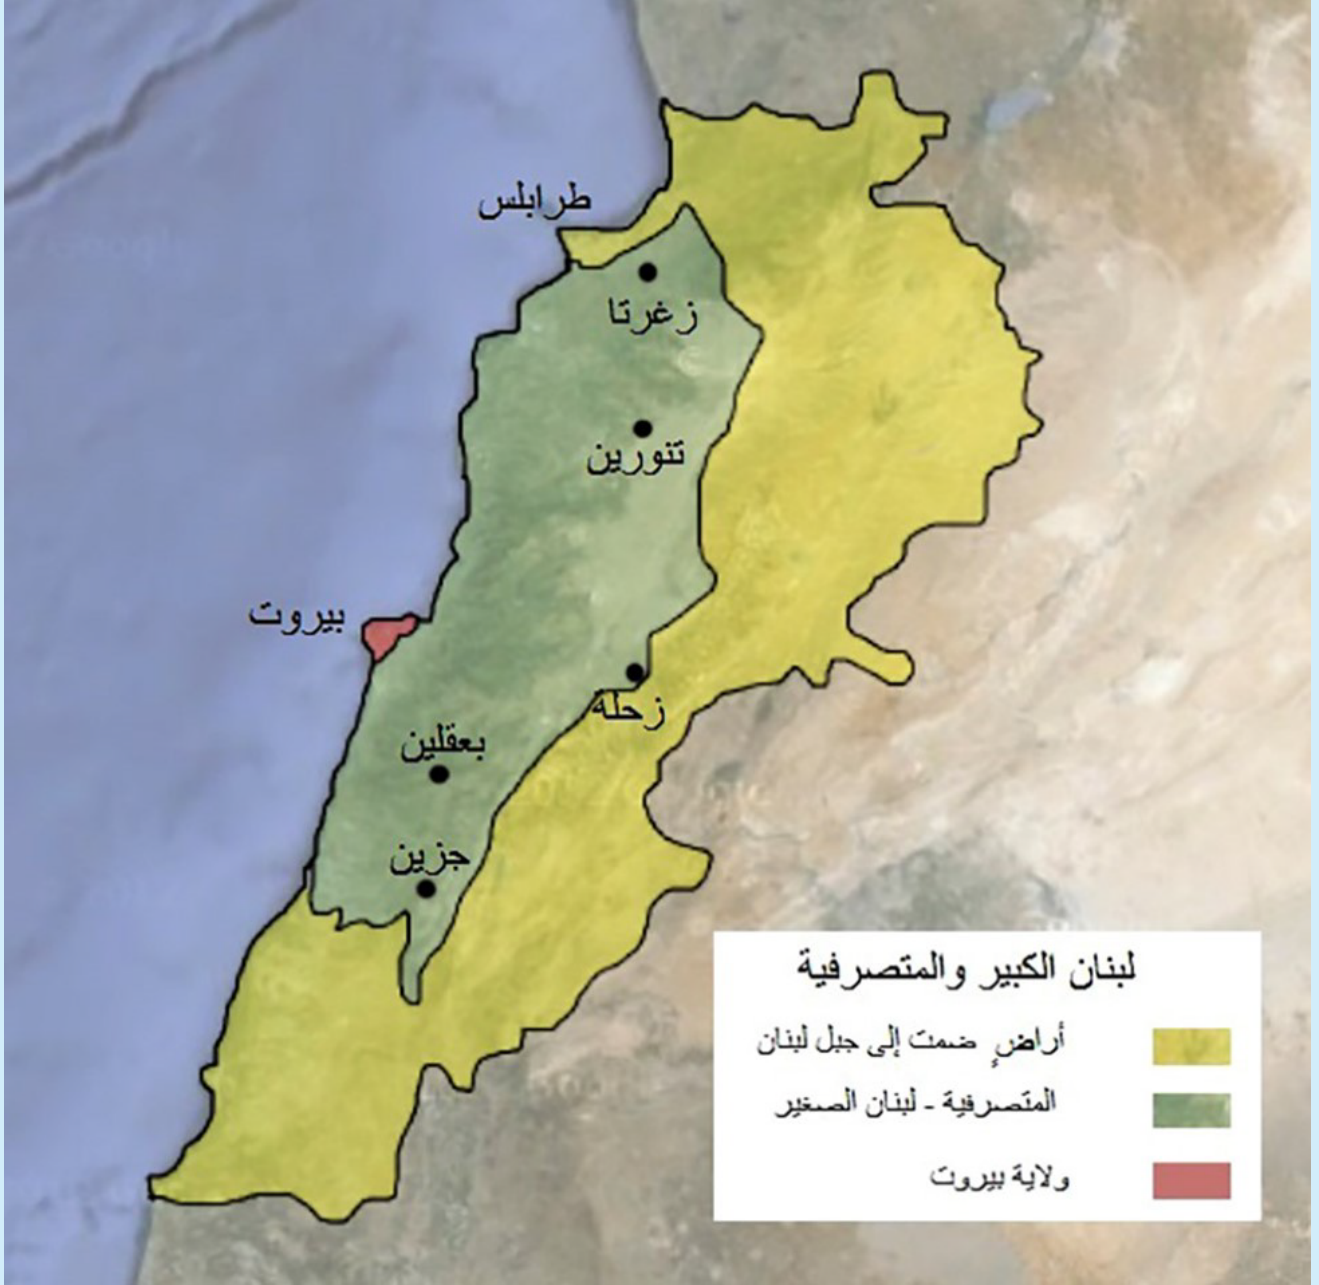 طرابلس
زغرتا
تنورين
بيروت
زحلة
بعقلين
جزين
لبنان الكبير والمتصرفية
أراضٍ ضمت إلى جبل لبنان
المتصرفية - لبنان الصغير
ولاية بيروت